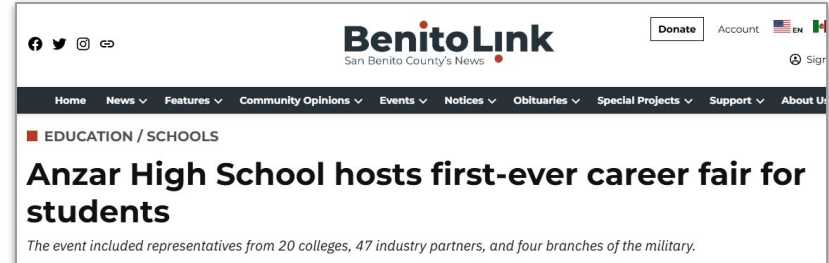 Donate Account EN
BenitoLink
San Benito County's News
Home News Features Community Opinions Events Notices Obituaries Special Projects Support About
EDUCATION / SCHOOLS
Anzar High School hosts first-ever career fair for
students
The event included representatives from 20 colleges, 47 industry partners, and four branches of the military.